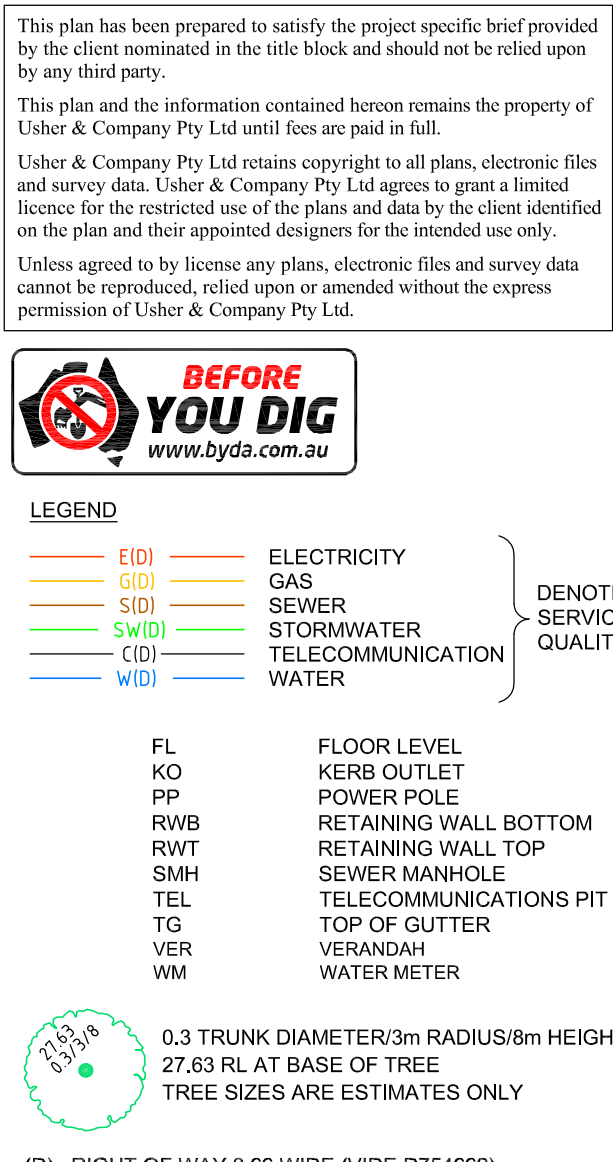 This plan has been prepared to satisfy the project specific brief provided
by the client nominated in the title block and should not be relied upon
by any third party.
This plan and the information contained hereon remains the property of
Usher & Company Pty Ltd until fees are paid in full.
Usher & Company Pty Ltd retains copyright to all plans, electronic files
and survey data. Usher & Company Pty Ltd agrees to grant a limited
licence for the restricted use of the plans and data by the client identified
on the plan and their appointed designers for the intended use only.
Unless agreed to by license any plans, electronic files and survey data
cannot be reproduced, relied upon or amended without the express
permission of Usher & Company Pty Ltd.
BEFORE
YOU DIG
www.byda.com.au
LEGEND
E(D) ELECTRICITY
G(D) GAS
S(D) SEWER
SW(D) STORMWATER
C(D) TELECOMMUNICATION
W(D) WATER
DENOT
SERVIC
QUALIT
FL FLOOR LEVEL
KO KERB OUTLET
PP POWER POLE
RWB RETAINING WALL BOTTOM
RWT RETAINING WALL TOP
SMH SEWER MANHOLE
TEL TELECOMMUNICATIONS PIT
TG TOP OF GUTTER
VER VERANDAH
WM WATER METER
27.63
0.3/3/8
0.3 TRUNK DIAMETER/3m RADIUS/8m HEIGH
27.63 RL AT BASE OF TREE
TREE SIZES ARE ESTIMATES ONLY
RIGHT OF WAY WIDE (VIDE